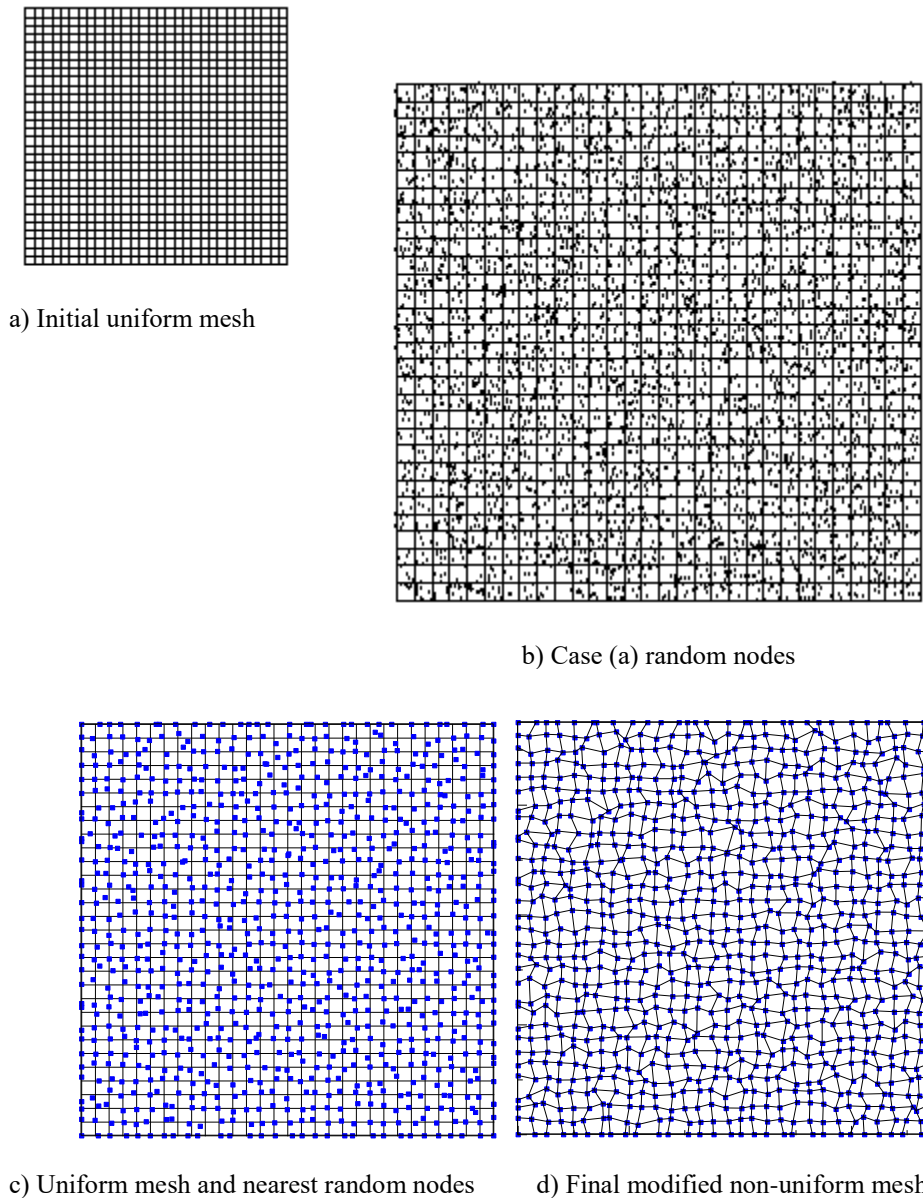 a) Initial uniform mesh
b) Case (a) random nodes
c) Uniform mesh and nearest random nodes
d) Final modified non-uniform mesh